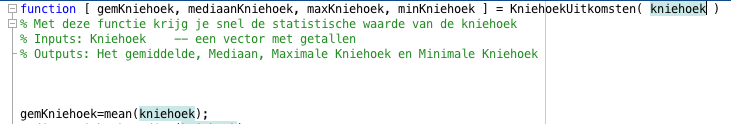 function [ gemKniehoek, mediaanKniehoek, maxKniehoek, minKniehoek ] = KniehoekUitkomsten( kniehoek )
% Met deze functie krijg je snel de statistische waarde van de kniehoek
% Inputs: Kniehoek    -- een vector met getallen
% Outputs: Het gemiddelde, Mediaan, Maximale Kniehoek en Minimale Kniehoek
gemKniehoek=mean(kniehoek);